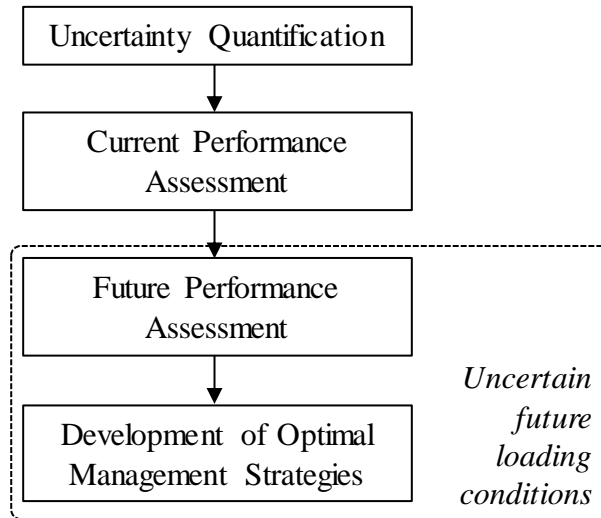 Uncertainty Quantification
Current Performance
Assessment
Future Performance
Assessment
Development of Optimal
Management Strategies
Uncertain
future
loading
conditions